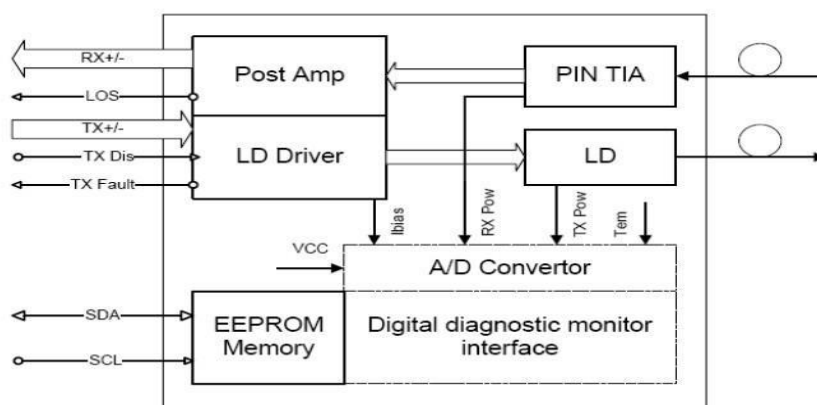 RX+/-
Post Amp
PIN TIA
LOS
TX+/-
TX Dis
LD Driver
LD
TX Fault
Ibias
RX Pow
TX Pow
Tem
VCC
A/D Convertor
SDA
EEPROM
Memory
Digital diagnostic monitor
interface
SCL